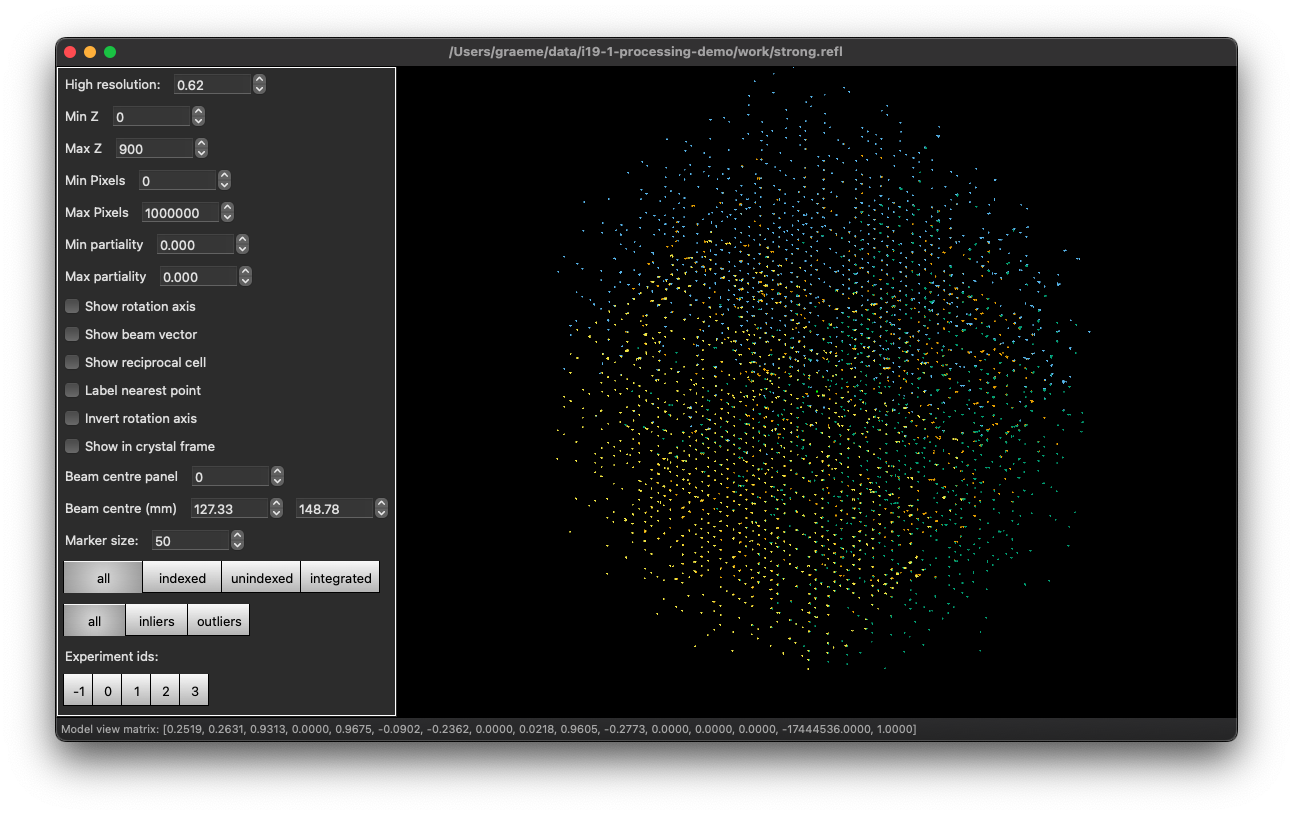 /Users/graeme/data/i19-1-processing-demo/work/strong.refl
High resolution: 0.62
Min Z 0
Max Z 900
Min Pixels 0
Max Pixels 1000000
Min partiality 0.000
Max partiality 0.000
Show rotation axis
Show beam vector
Show reciprocal cell
Label nearest point
Invert rotation axis
Show in crystal frame
Beam centre panel 0
Beam centre (mm) 127.33 148.78
Marker size: 50
all indexed unindexed integrated
all inliers outliers
Experiment ids:
-1 0 1 2 3
Model view matrix: [0.2519, 0.2631, 0.9313, 0.0000, 0.9675, -0.0902, -0.2362, 0.0000, 0.0218, 0.9605, -0.2773, 0.0000, 0.0000, 0.0000, -17444536.0000, 1.0000]